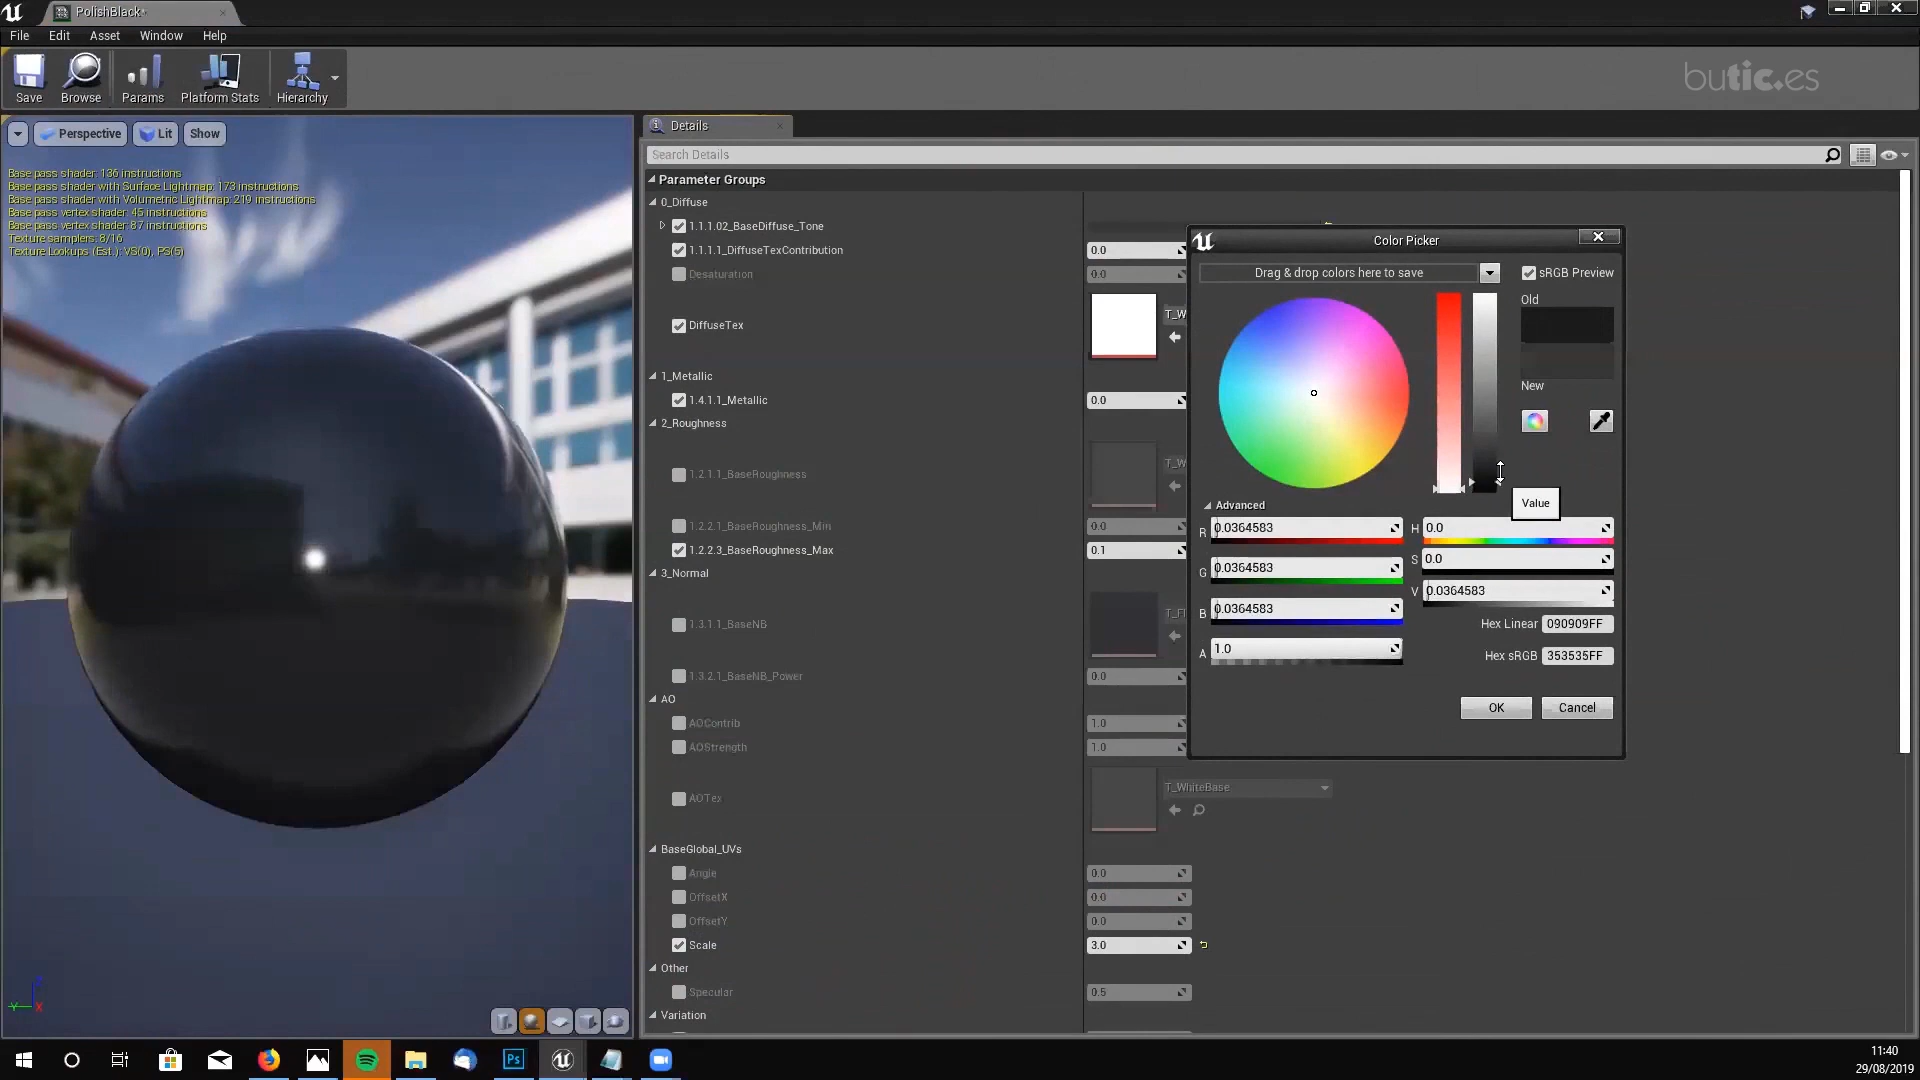 PolishBlack*
File Edit Asset Window Help
Save Browse Params Platform Stats Hierarchy
butic.es
Perspective Lit Show
Base pass shader: 136 instructions
Base pass shader with Surface Lightmap: 173 instructions
Base pass shader with Volumetric Lightmap: 219 instructions
Base pass vertex shader: 45 instructions
Base pass vertex shader: 87 instructions
Texture samplers: 8/16
Texture Lookups (Est.): VS(0), PS(5)
Details
Search Details
Parameter Groups
0_Diffuse
1.1.1.02_BaseDiffuse_Tone
1.1.1.1_DiffuseTexContribution 0.0
Desaturation 0.0
DiffuseTex T_W
1_Metallic
1.4.1.1_Metallic 0.0
2_Roughness
1.2.1.1_BaseRoughness T_W
1.2.2.1_BaseRoughness_Min 0.0
1.2.2.3_BaseRoughness_Max 0.1
3_Normal
1.3.1.1_BaseNB T_Fl
1.3.2.1_BaseNB_Power 0.0
AO
AOContrib 1.0
AOStrength 1.0
AOTex T_WhiteBase
BaseGlobal_UVs
Angle 0.0
OffsetX 0.0
OffsetY 0.0
Scale 3.0
Other
Specular 0.5
Variation
Color Picker
Drag & drop colors here to save
sRGB Preview
Old
New
Value
Advanced
R 0.0364583 H 0.0
G 0.0364583 S 0.0
B 0.0364583 V 0.0364583
A 1.0
Hex Linear 090909FF
Hex sRGB 353535FF
OK Cancel
Y Z X
Ps
11:40
29/08/2019